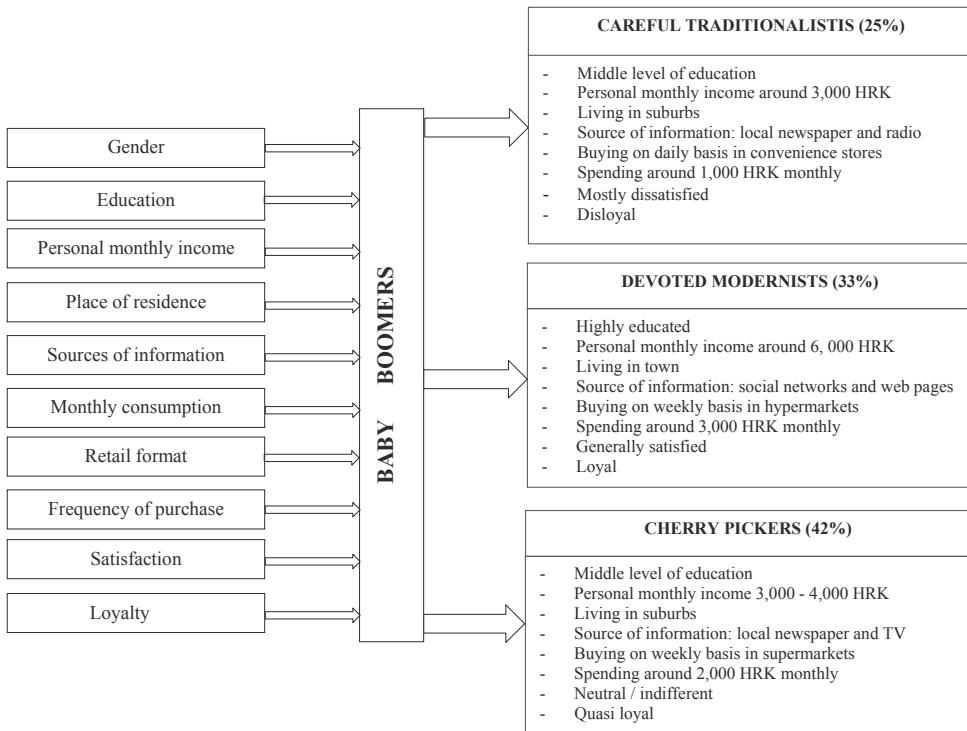 Gender
Education
Personal monthly income
Place of residence
Sources of information
Monthly consumption
Retail format
Frequency of purchase
Satisfaction
Loyalty
BABY BOOMERS
CAREFUL TRADITIONALISTIS (25%)
- Middle level of education
- Personal monthly income around 3,000 HRK
- Living in suburbs
- Source of information: local newspaper and radio
- Buying on daily basis in convenience stores
- Spending around 1,000 HRK monthly
- Mostly dissatisfied
- Disloyal
DEVOTED MODERNISTS (33%)
- Highly educated
- Personal monthly income around 6, 000 HRK
- Living in town
- Source of information: social networks and web pages
- Buying on weekly basis in hypermarkets
- Spending around 3,000 HRK monthly
- Generally satisfied
- Loyal
CHERRY PICKERS (42%)
- Middle level of education
- Personal monthly income 3,000 - 4,000 HRK
- Living in suburbs
- Source of information: local newspaper and TV
- Buying on weekly basis in supermarkets
- Spending around 2,000 HRK monthly
- Neutral / indifferent
- Quasi loyal